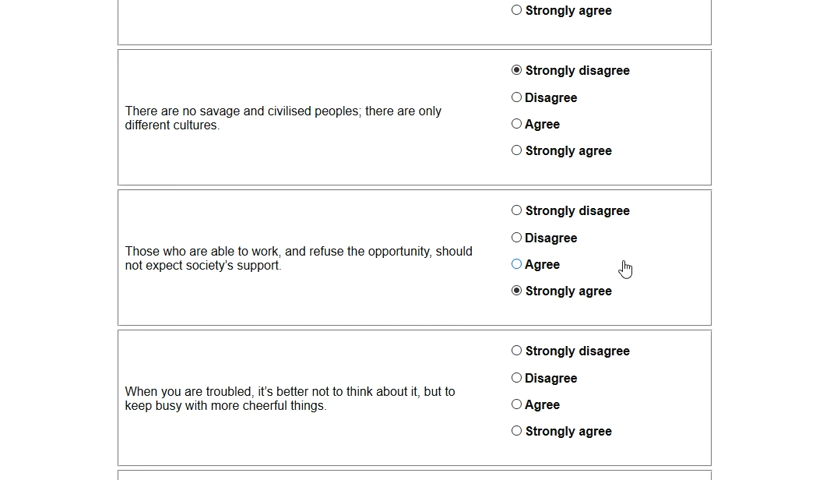 Strongly agree
Strongly disagree
Disagree
There are no savage and civilised peoples; there are only
different cultures.
Agree
Strongly agree
Strongly disagree
Disagree
Those who are able to work, and refuse the opportunity, should
not expect society's support.
Agree
Strongly agree
Strongly disagree
Disagree
When you are troubled, it's better not to think about it, but to
keep busy with more cheerful things.
Agree
Strongly agree